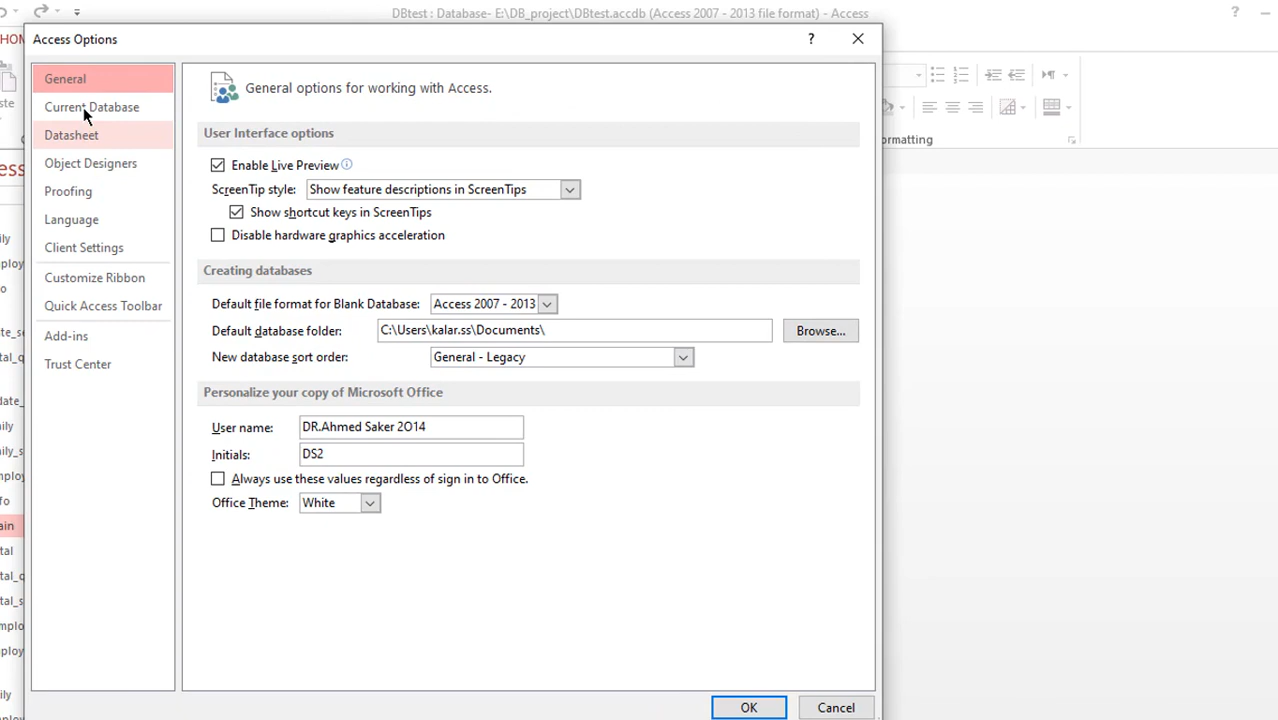 DBtest : Database- E:\DB_project\DBtest.accdb (Access 2007 - 2013 file format) - Access
?
Access Options
?
General
Current Database
Datasheet
Object Designers
Proofing
Language
Client Settings
Customize Ribbon
Quick Access Toolbar
Add-ins
Trust Center
General options for working with Access.
User Interface options
Enable Live Preview
ScreenTip style: Show feature descriptions in ScreenTips
Show shortcut keys in ScreenTips
Disable hardware graphics acceleration
Creating databases
Default file format for Blank Database: Access 2007 - 2013
Default database folder: C:\Users\kalar.ss\Documents\ Browse...
New database sort order: General - Legacy
Personalize your copy of Microsoft Office
User name: DR.Ahmed Saker 2O14
Initials: DS2
Always use these values regardless of sign in to Office.
Office Theme: White
OK Cancel